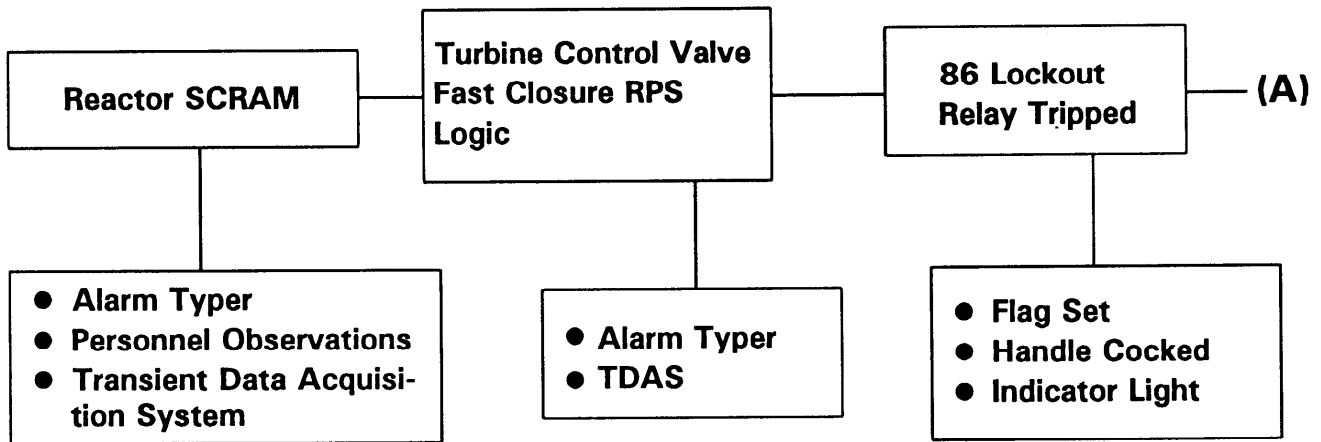 Reactor SCRAM
Turbine Control Valve
Fast Closure RPS
Logic
86 Lockout
Relay Tripped
(A)
● Alarm Typer
● Personnel Observations
● Transient Data Acquisi-
tion System
● Alarm Typer
● TDAS
● Flag Set
● Handle Cocked
● Indicator Light